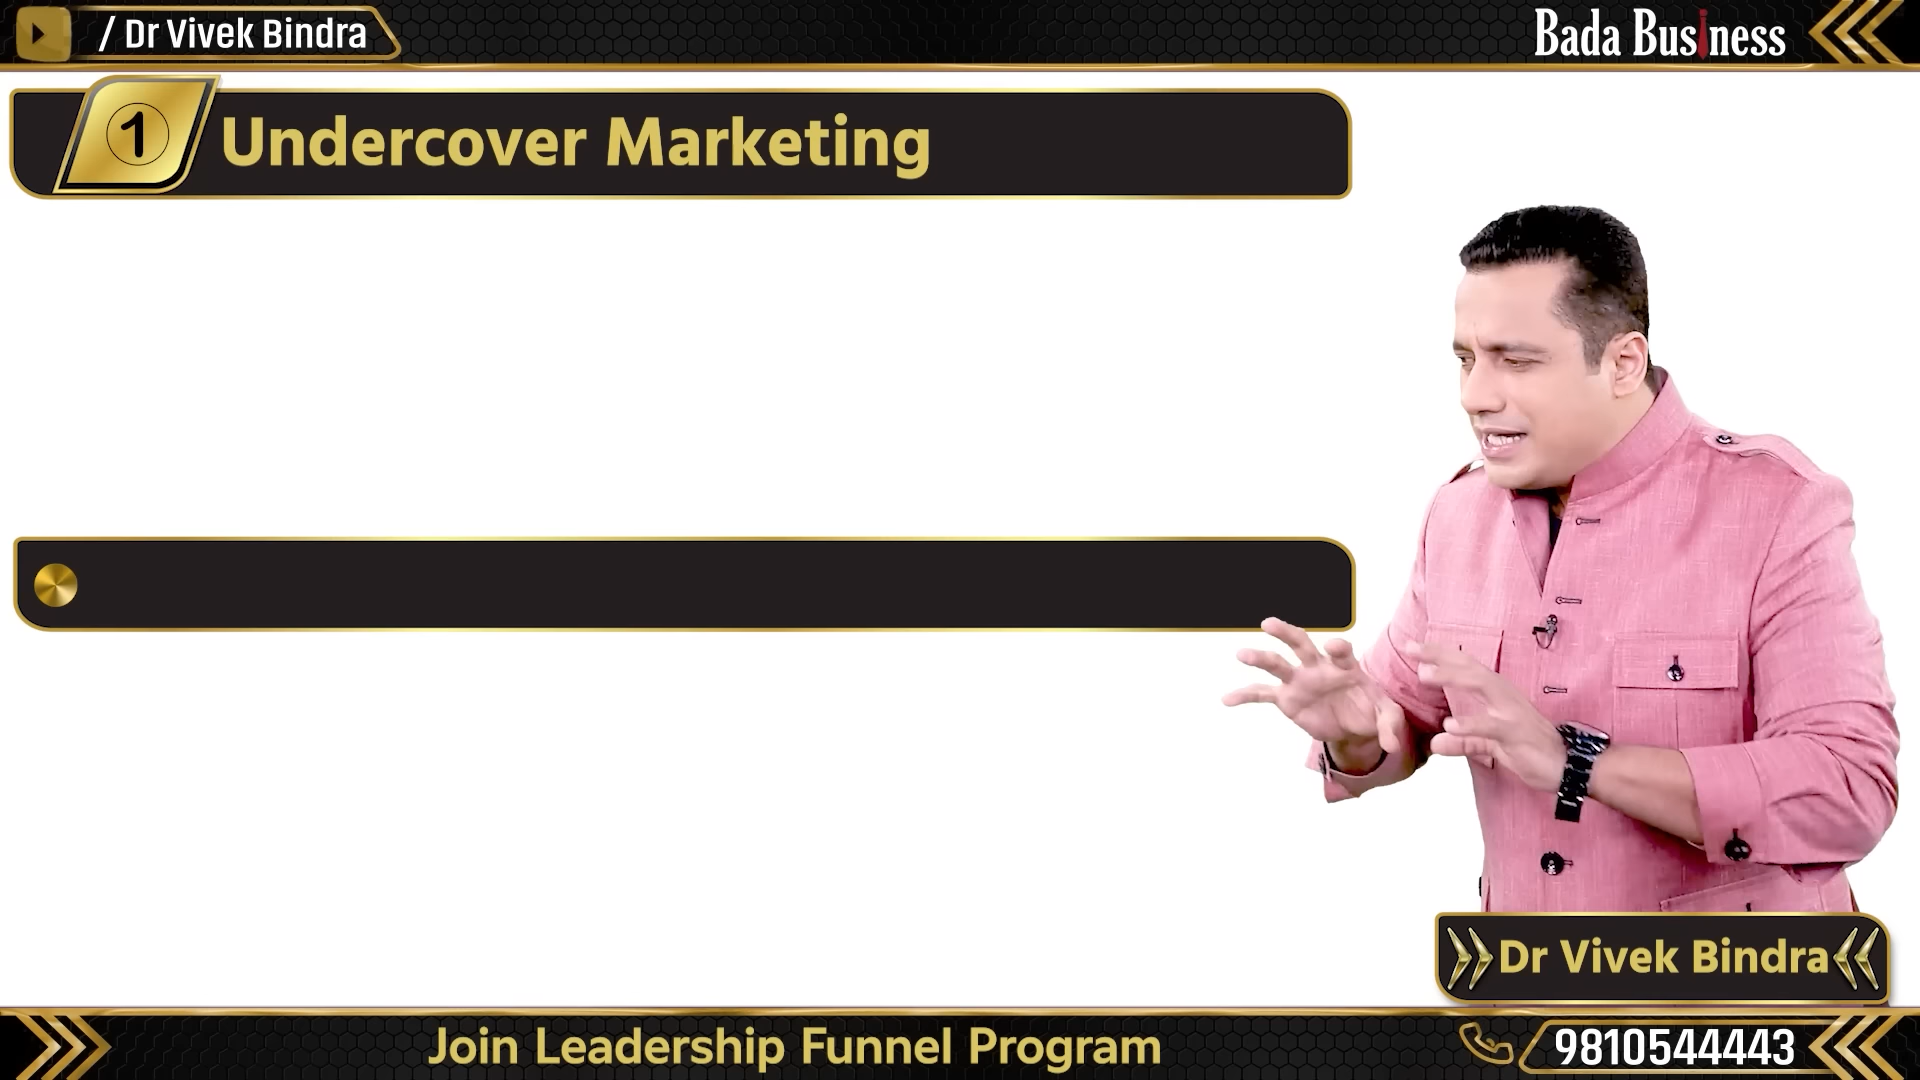 / Dr Vivek Bindra
Bada Business
1 Undercover Marketing
Dr Vivek Bindra
Join Leadership Funnel Program
9810544443